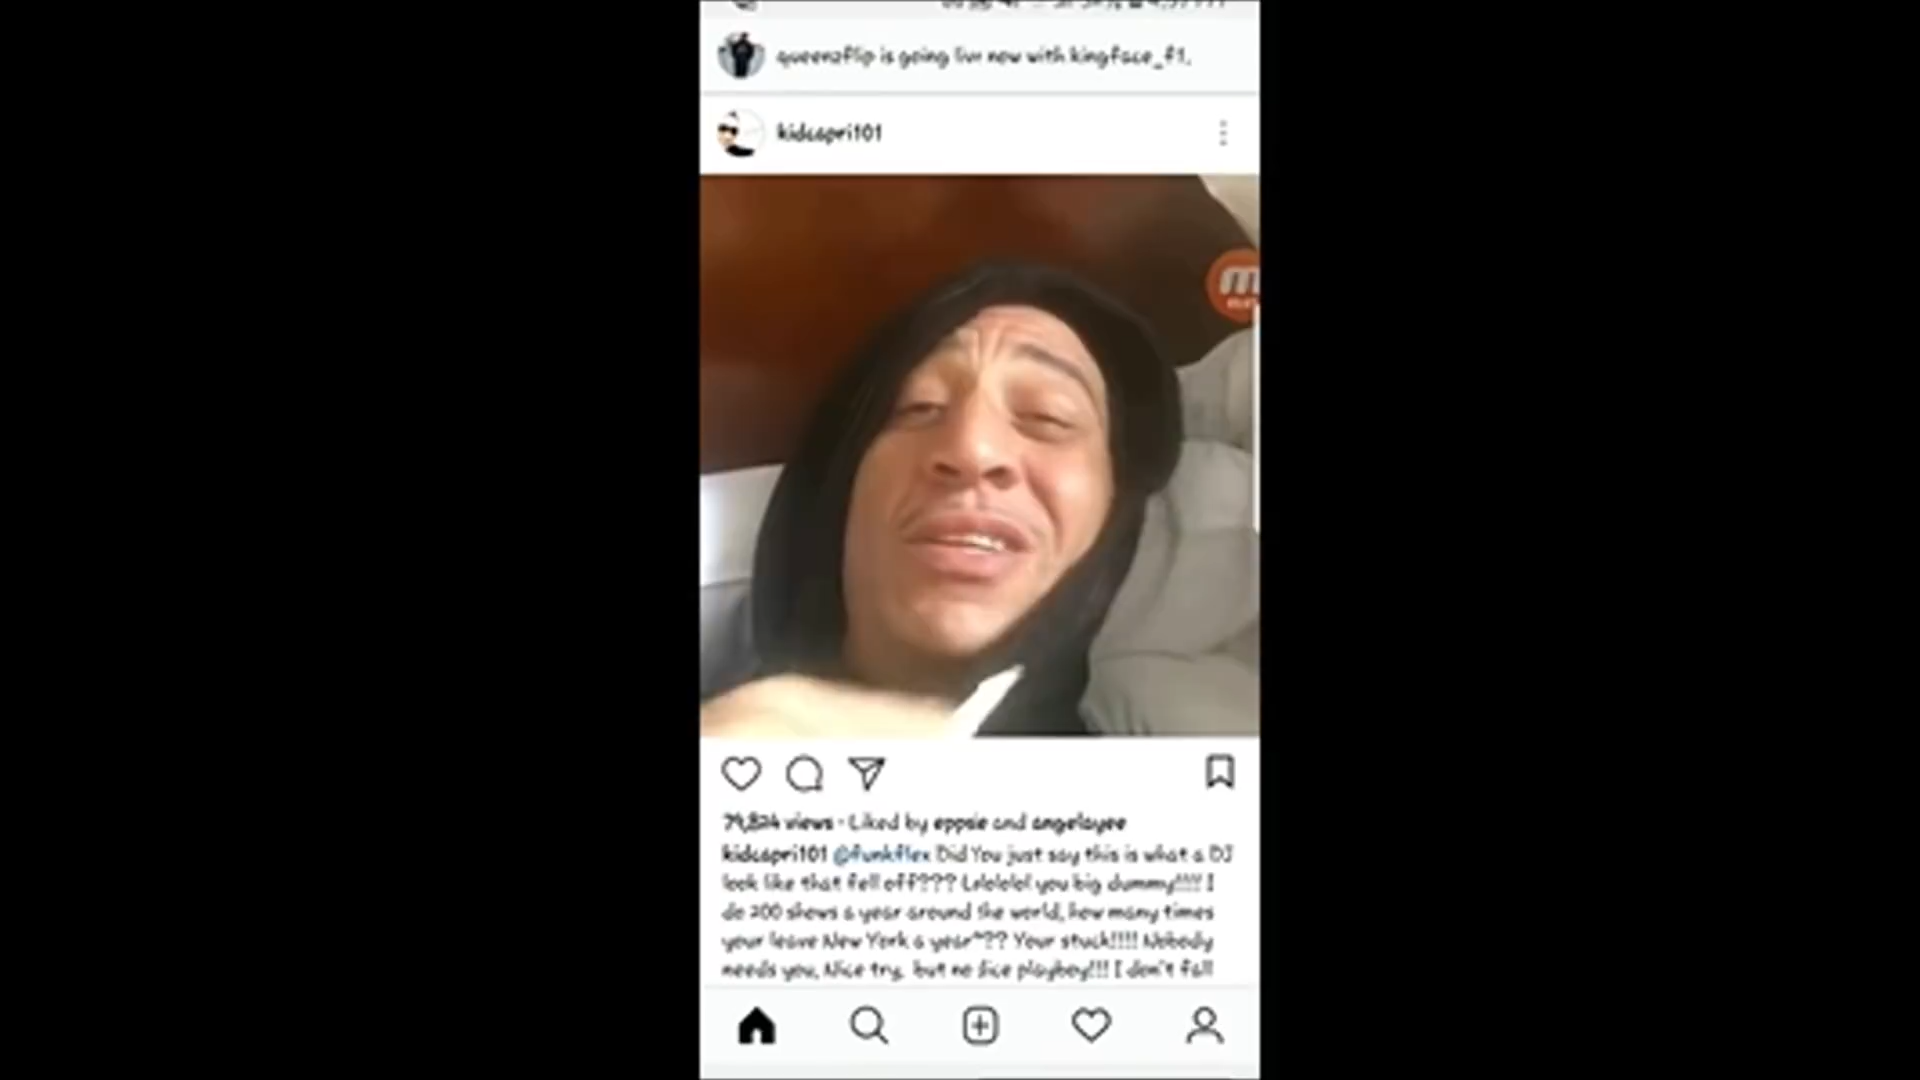 queenzflip is going live now with kingface_f1.
kidcapri101
m
79,824 views · Liked by eppsie and angelayee
kidcapri101 @funkflex Did You just say this is what a DJ
look like that fell off??? Lolololol you big dummy!!!! I
do 200 shows a year around the world, how many times
your leave New York a year??? Your stuck!!!! Nobody
needs you, Nice try, but no dice playboy!!! I don't fall